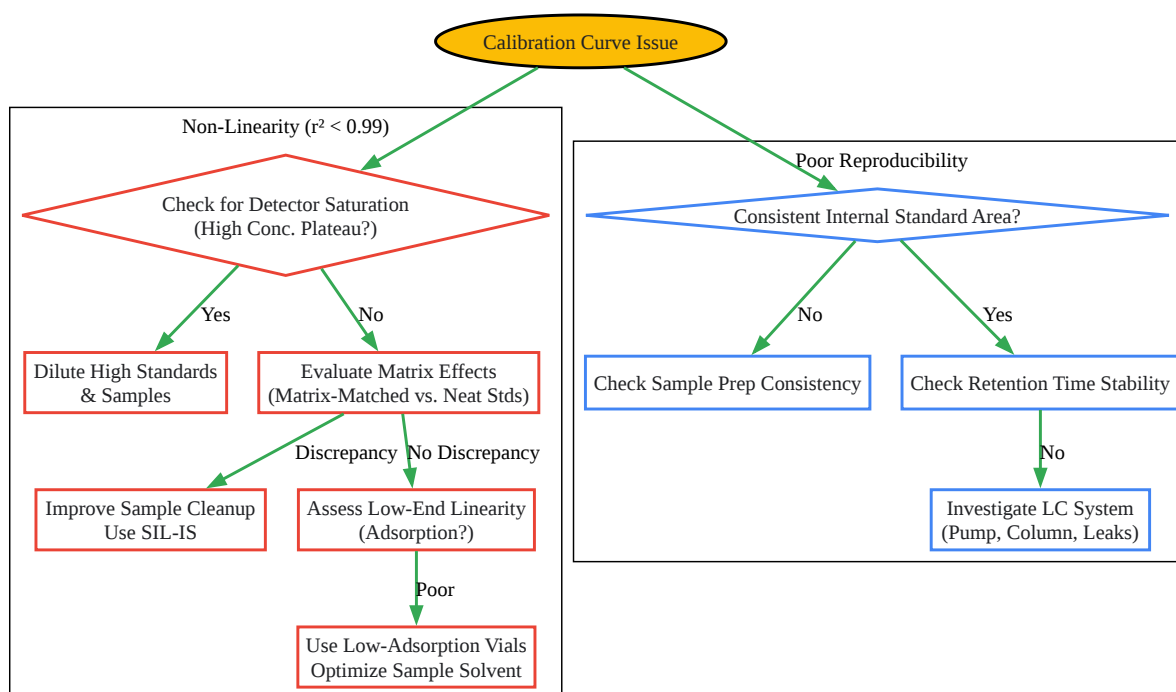 Calibration Curve Issue
Non-Linearity (r² < 0.99)
Check for Detector Saturation
(High Conc. Plateau?)
Yes
No
Dilute High Standards
& Samples
Evaluate Matrix Effects
(Matrix-Matched vs. Neat Stds)
Discrepancy
No Discrepancy
Improve Sample Cleanup
Use SIL-IS
Assess Low-End Linearity
(Adsorption?)
Poor
Use Low-Adsorption Vials
Optimize Sample Solvent
Poor Reproducibility
Consistent Internal Standard Area?
No
Yes
Check Sample Prep Consistency
Check Retention Time Stability
No
Investigate LC System
(Pump, Column, Leaks)